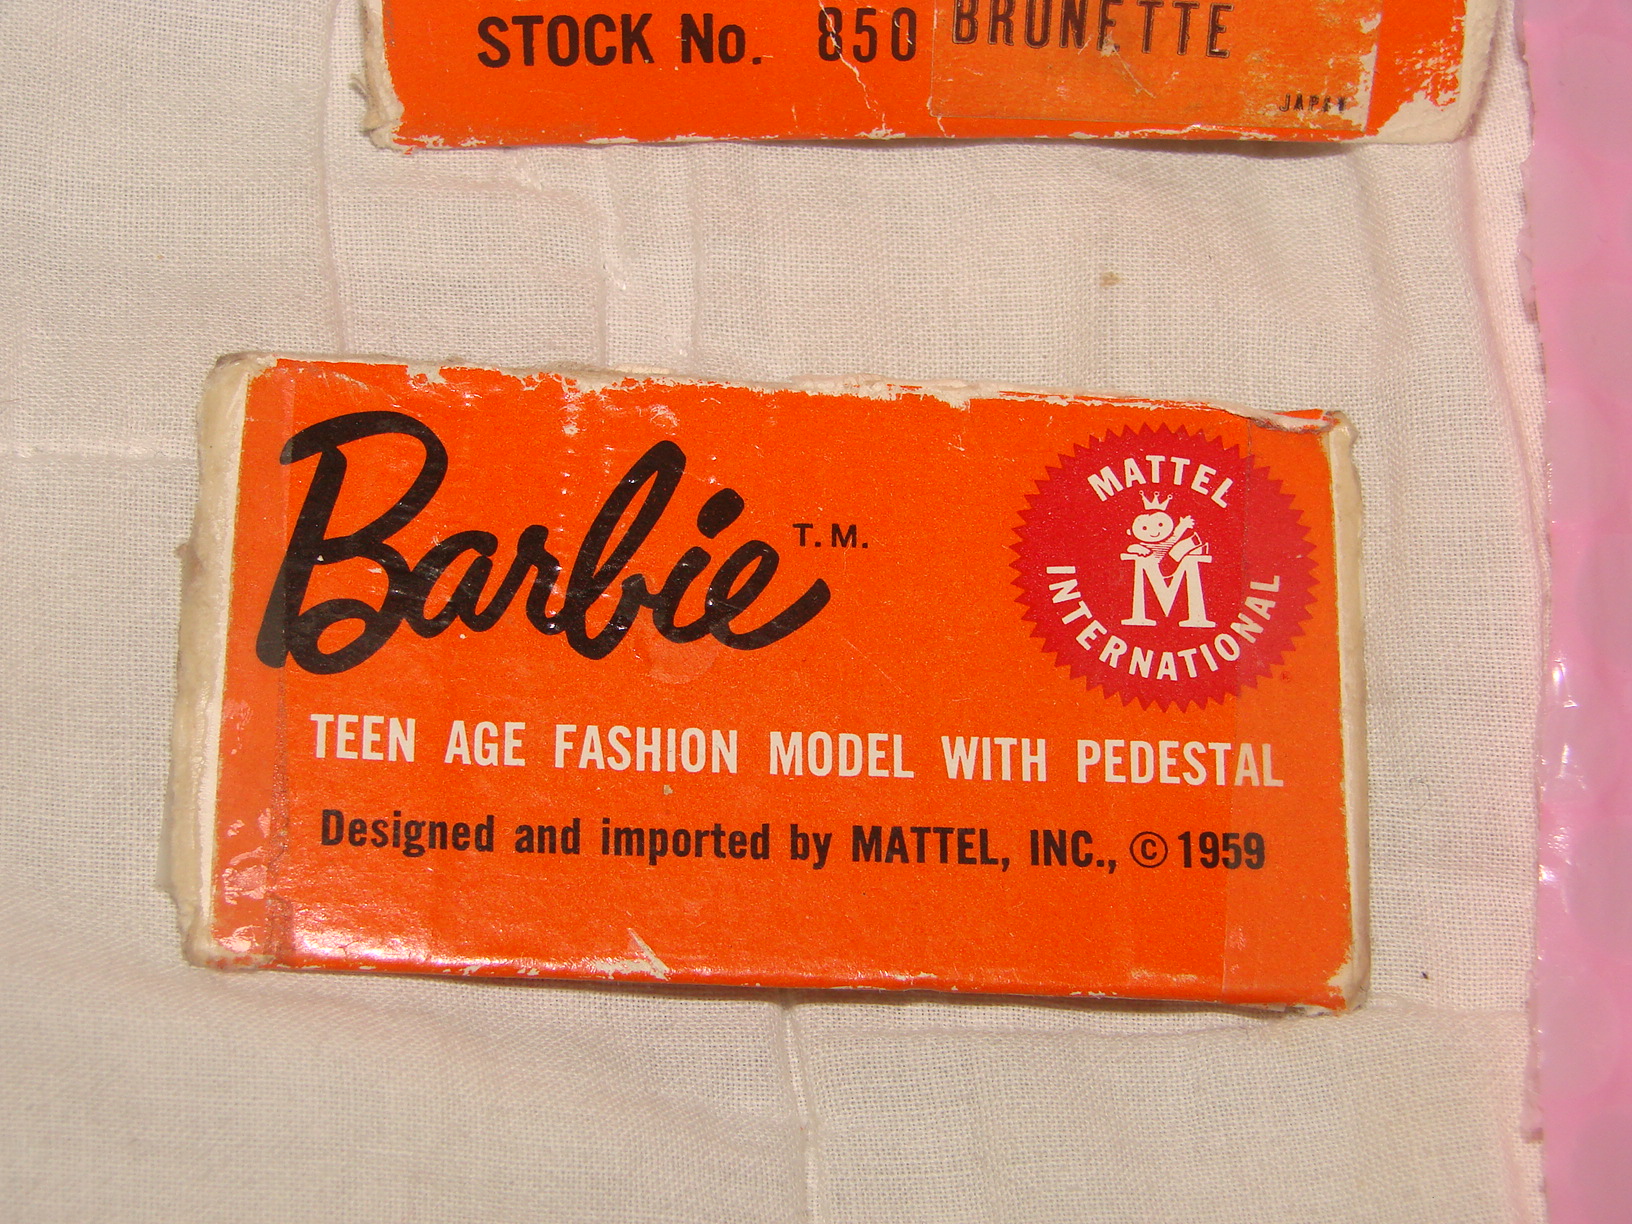 STOCK No. 850 BRUNETTE
JAPAN
Barbie T.M.
MATTEL
M
INTERNATIONAL
TEEN AGE FASHION MODEL WITH PEDESTAL
Designed and imported by MATTEL, INC., © 1959